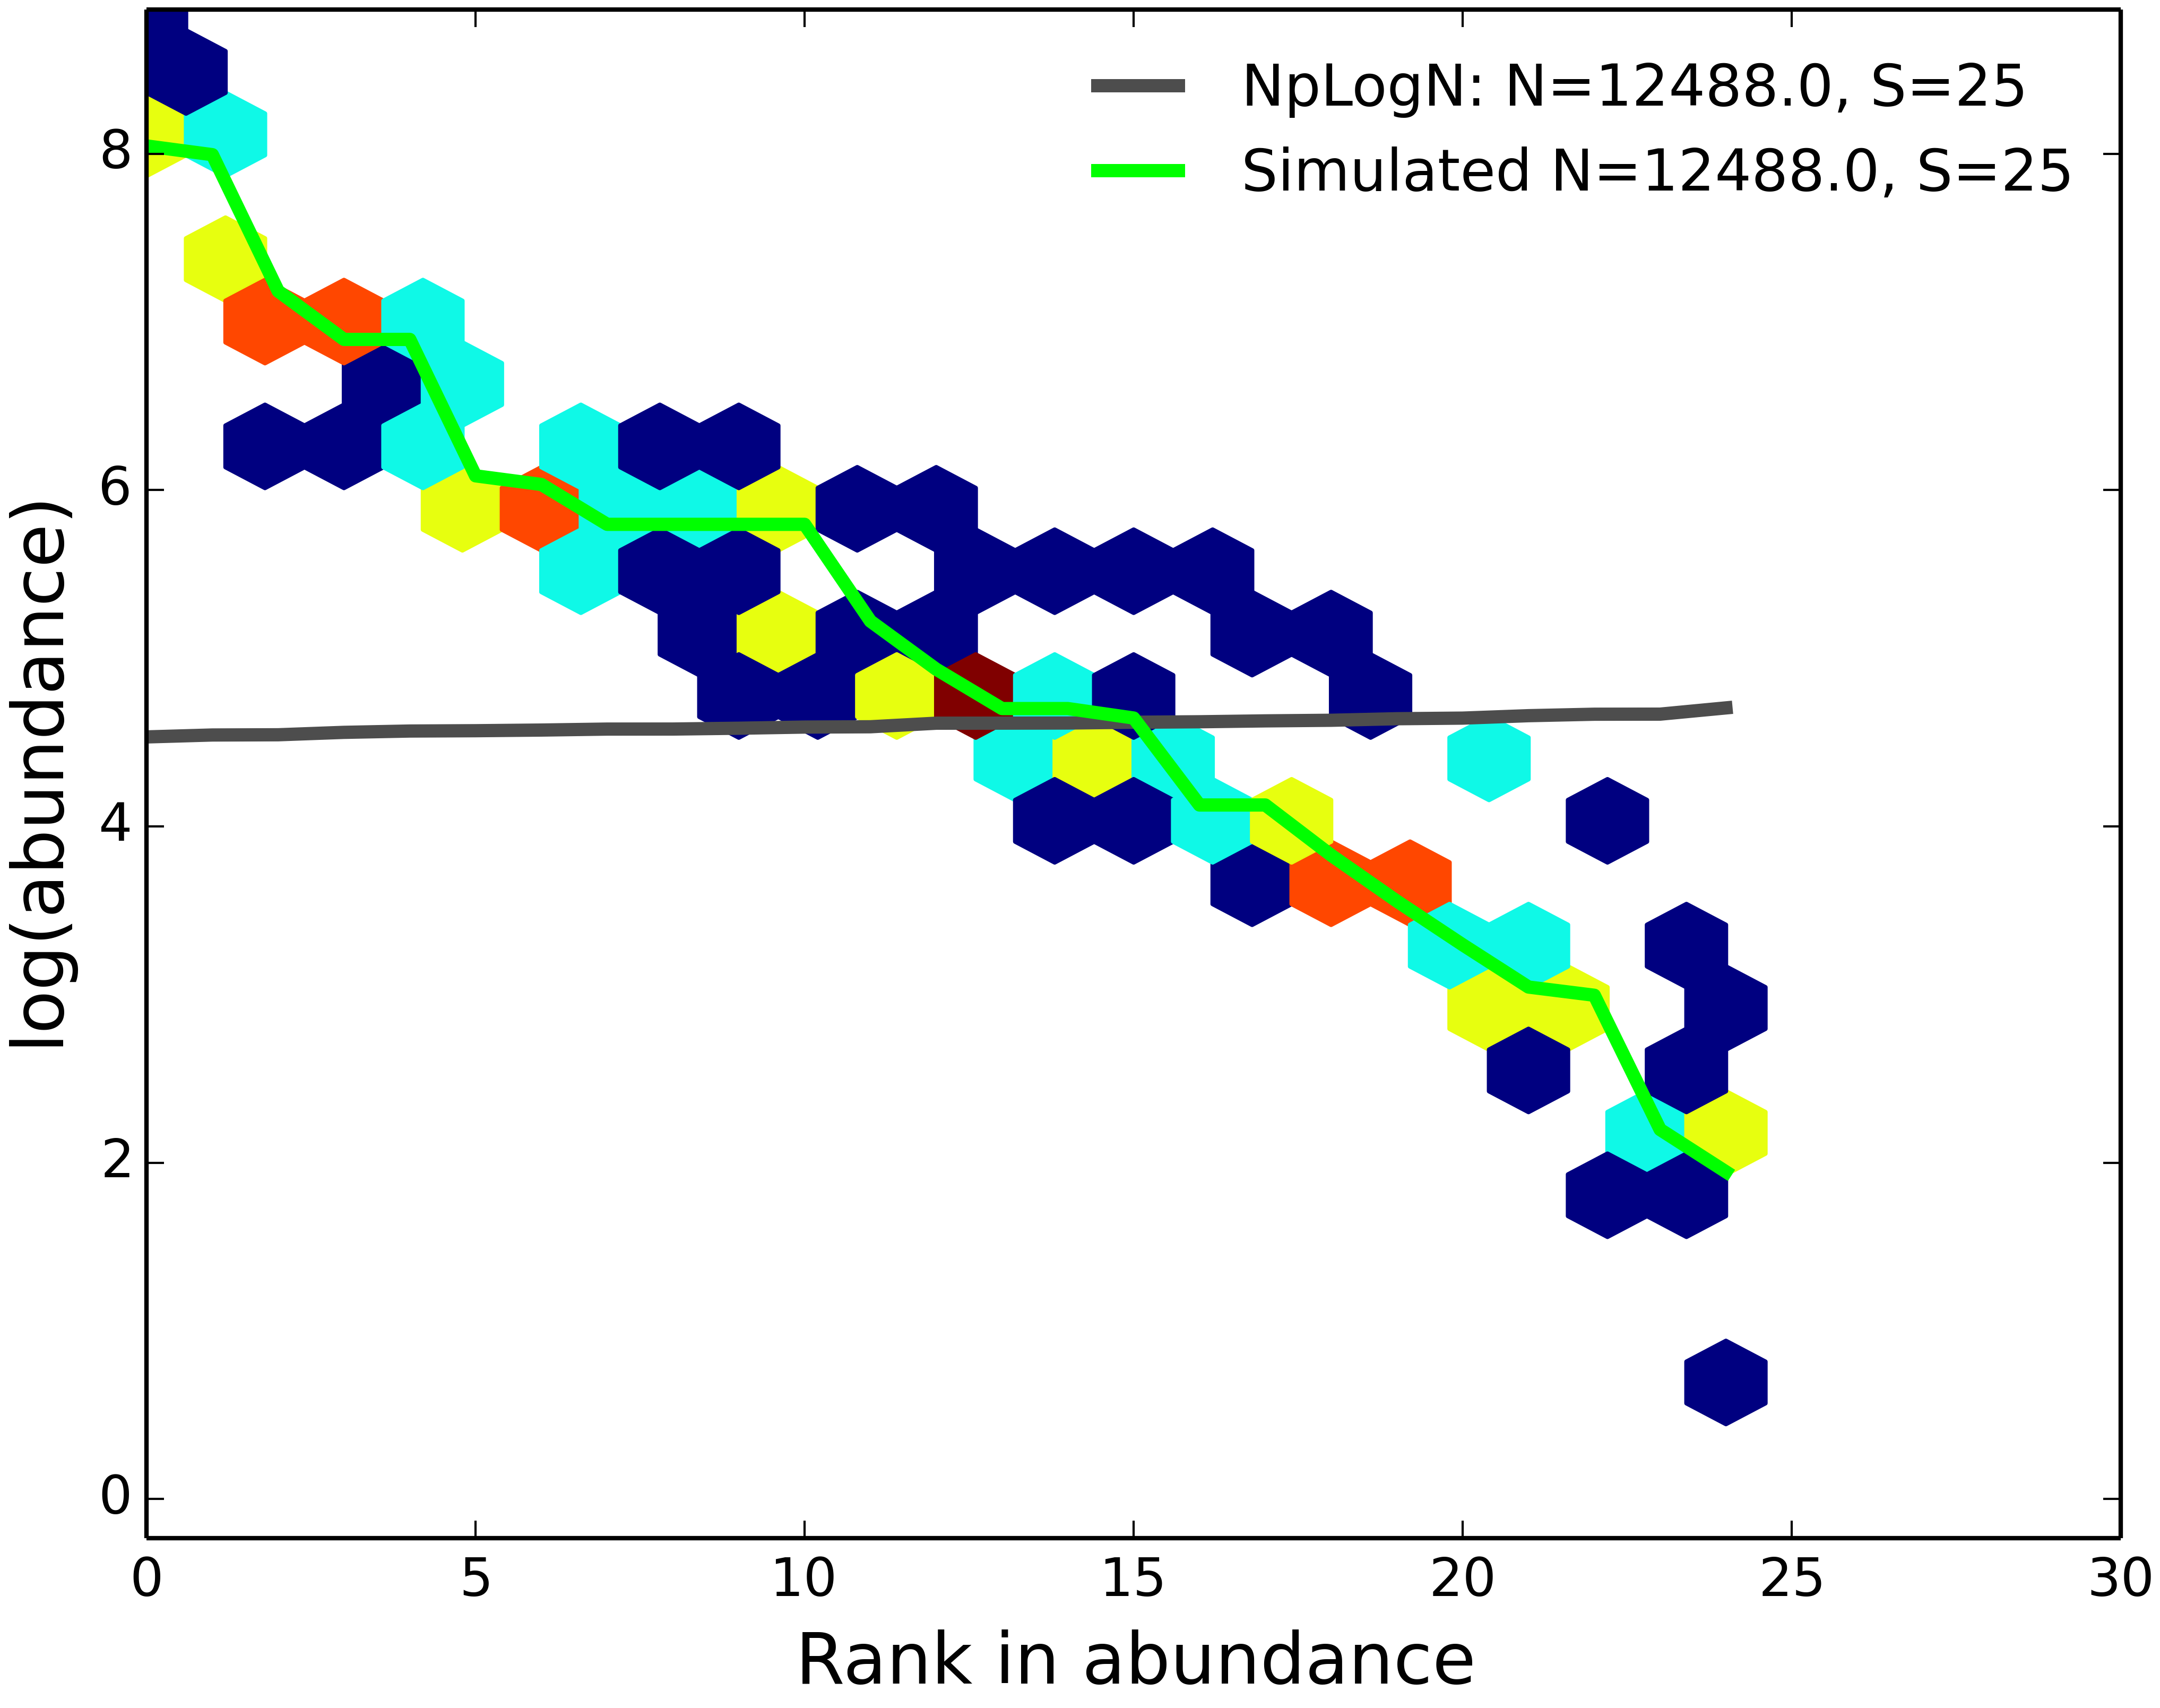 NpLogN: N=12488.0, S=25
Simulated N=12488.0, S=25
8
6
4
2
0
log(abundance)
0 5 10 15 20 25 30
Rank in abundance